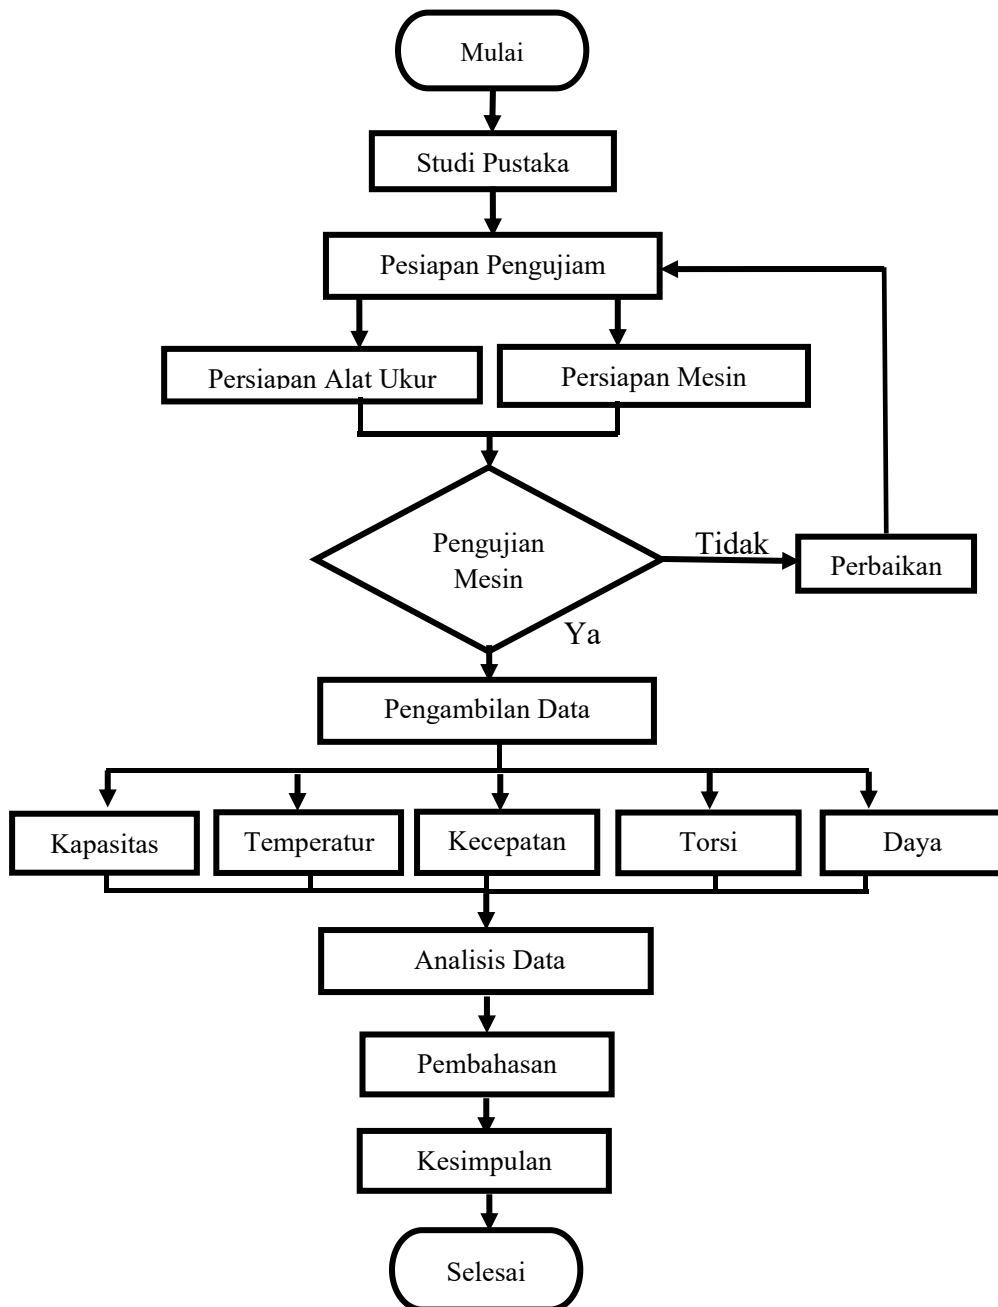 Mulai
Studi Pustaka
Pesiapan Pengujiam
Persiapan Alat Ukur
Persiapan Mesin
Pengujian
Mesin
Tidak
Perbaikan
Ya
Pengambilan Data
Kapasitas
Temperatur
Kecepatan
Torsi
Daya
Analisis Data
Pembahasan
Kesimpulan
Selesai